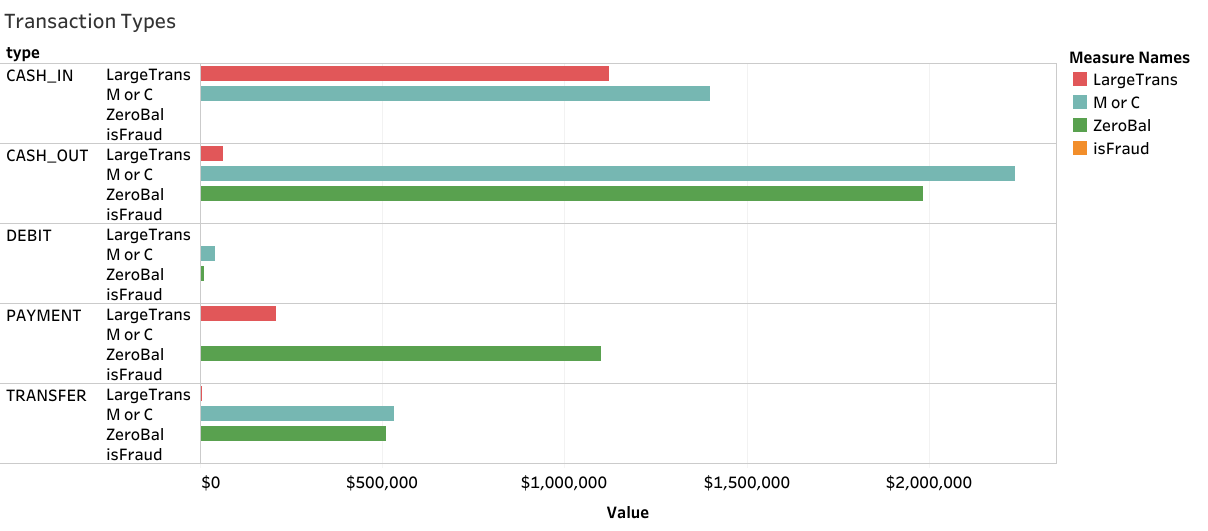 Transaction Types
type
CASH_IN LargeTrans
M or C
ZeroBal
isFraud
CASH_OUT LargeTrans
M or C
ZeroBal
isFraud
DEBIT LargeTrans
M or C
ZeroBal
isFraud
PAYMENT LargeTrans
M or C
ZeroBal
isFraud
TRANSFER LargeTrans
M or C
ZeroBal
isFraud
$0 $500,000 $1,000,000 $1,500,000 $2,000,000
Value
Measure Names
LargeTrans
M or C
ZeroBal
isFraud